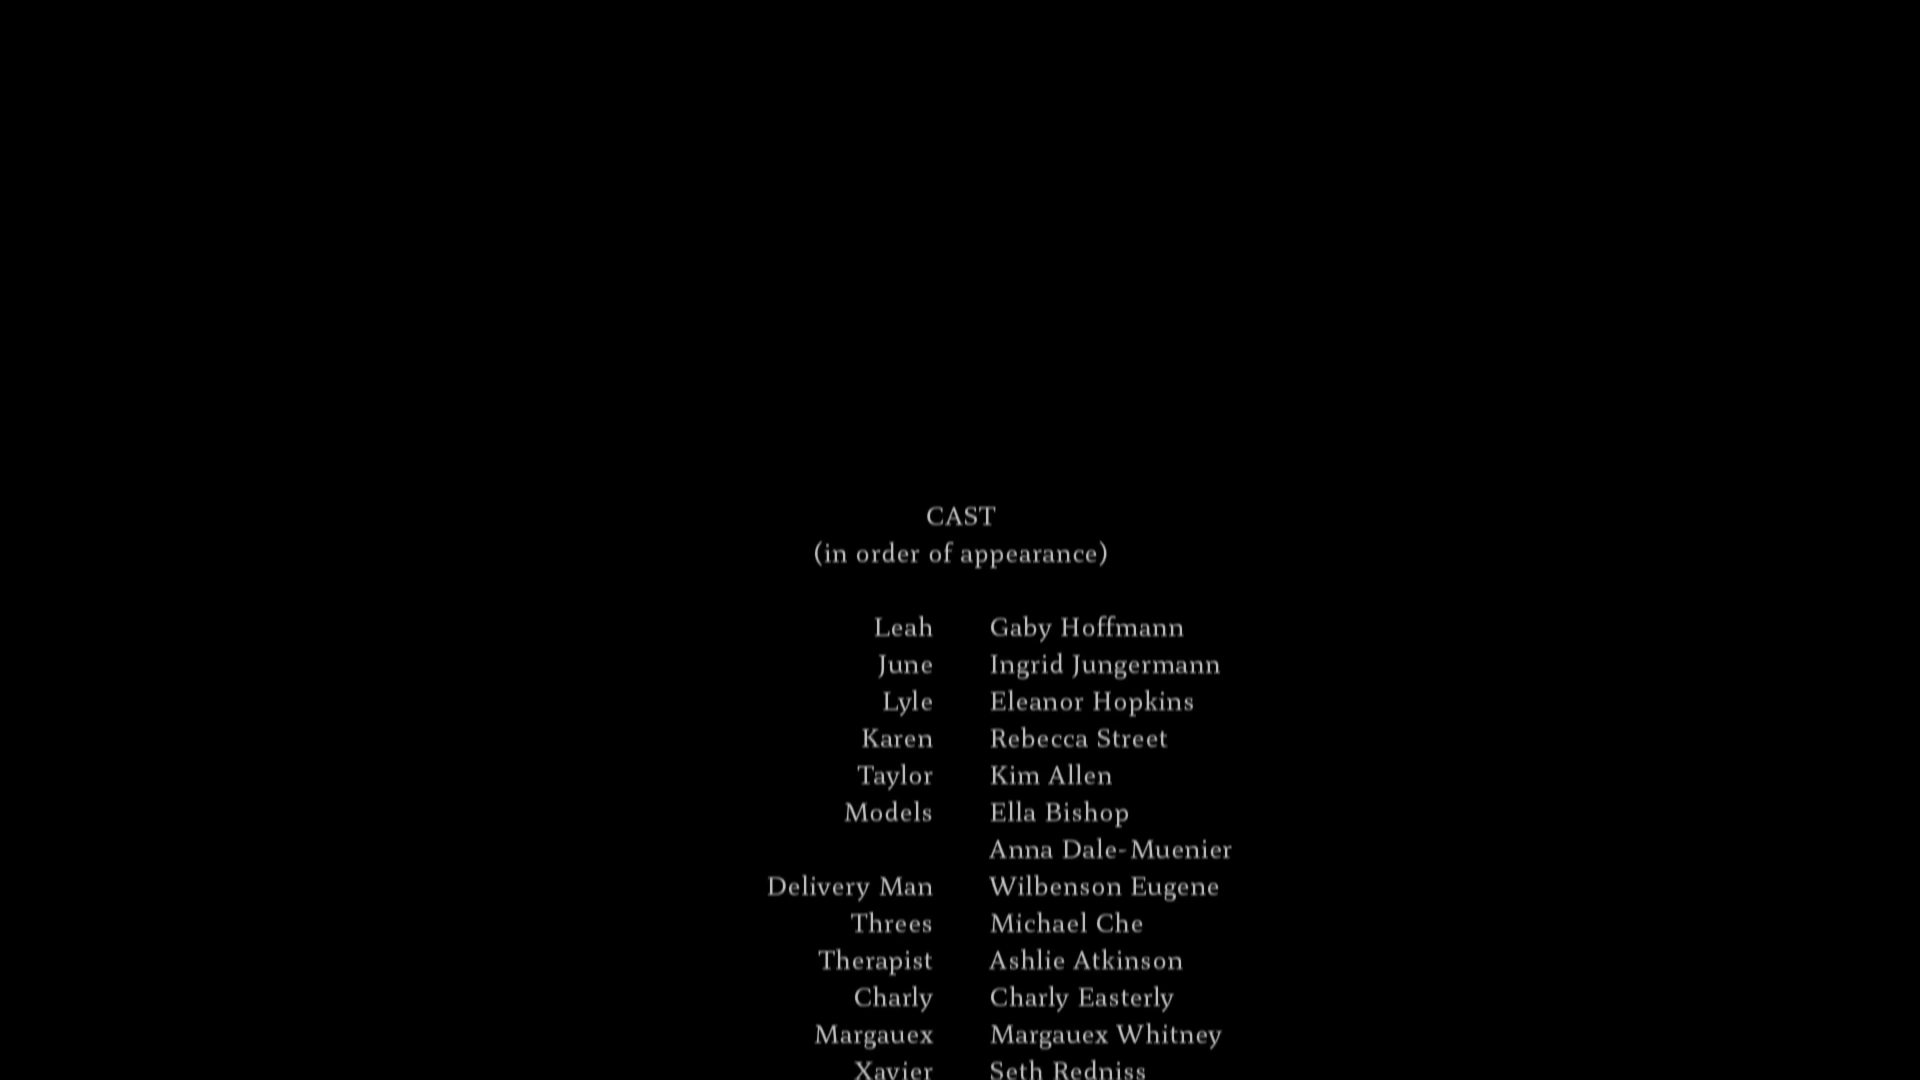 CAST
(in order of appearance)
Leah Gaby Hoffmann
June Ingrid Jungermann
Lyle Eleanor Hopkins
Karen Rebecca Street
Taylor Kim Allen
Models Ella Bishop
Anna Dale-Muenier
Delivery Man Wilbenson Eugene
Threes Michael Che
Therapist Ashlie Atkinson
Charly Charly Easterly
Margauex Margauex Whitney
Xavier Seth Redniss